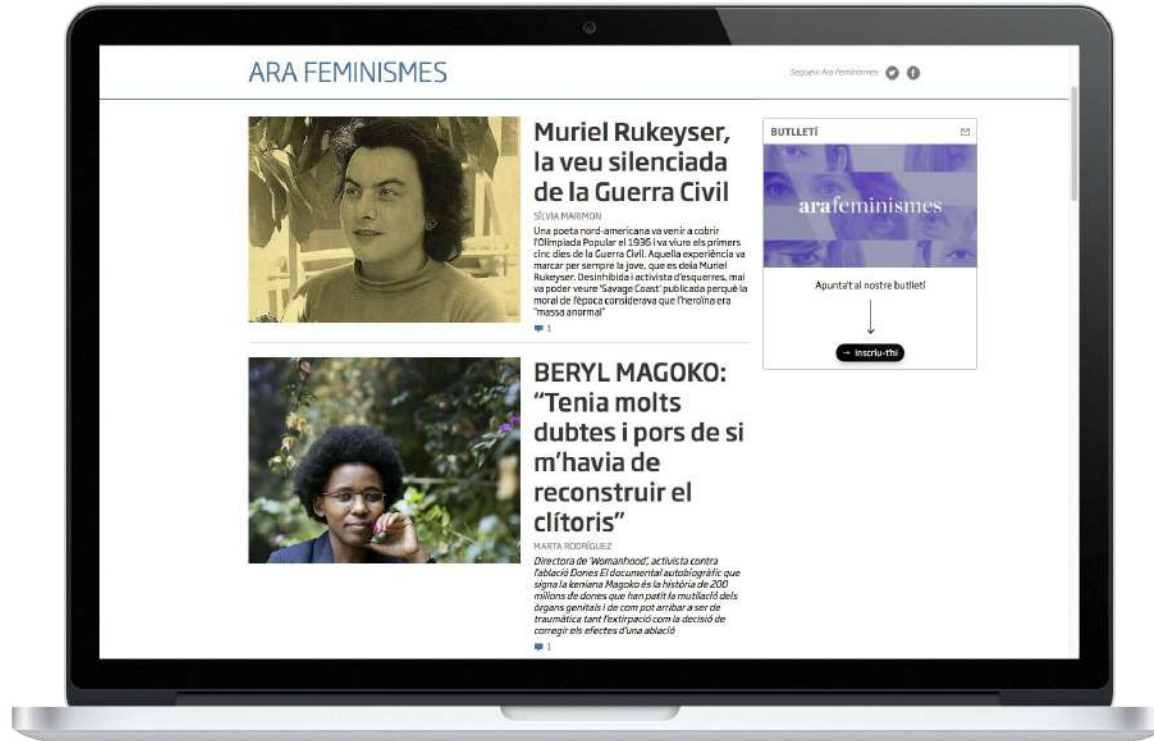 ARA FEMINISMES
Segueix Ara Feminismes
Muriel Rukeyser,
la veu silenciada
de la Guerra Civil
SÍLVIA MARIMON
Una poeta nord-americana va venir a cobrir
l'Olimpíada Popular el 1936 i va viure els primers
cinc dies de la Guerra Civil. Aquella experiència va
marcar per sempre la jove, que es deia Muriel
Rukeyser. Desinhibida i activista d'esquerres, mai
va poder veure 'Savage Coast' publicada perquè la
moral de l'època considerava que l'heroïna era
"massa anormal"
1
BERYL MAGOKO:
“Tenia molts
dubtes i pors de si
m’havia de
reconstruir el
clítoris”
MARTA RODRÍGUEZ
Directora de 'Womanhood', activista contra
l'ablació Dones El documental autobiogràfic que
signa la keniana Magoko és la història de 200
milions de dones que han patit la mutilació dels
òrgans genitals i de com pot arribar a ser de
traumàtica tant l'extirpació com la decisió de
corregir els efectes d'una ablació
1
BUTLLETÍ
arafeminismes
Apunta't al nostre butlletí
→ inscriu-t'hi